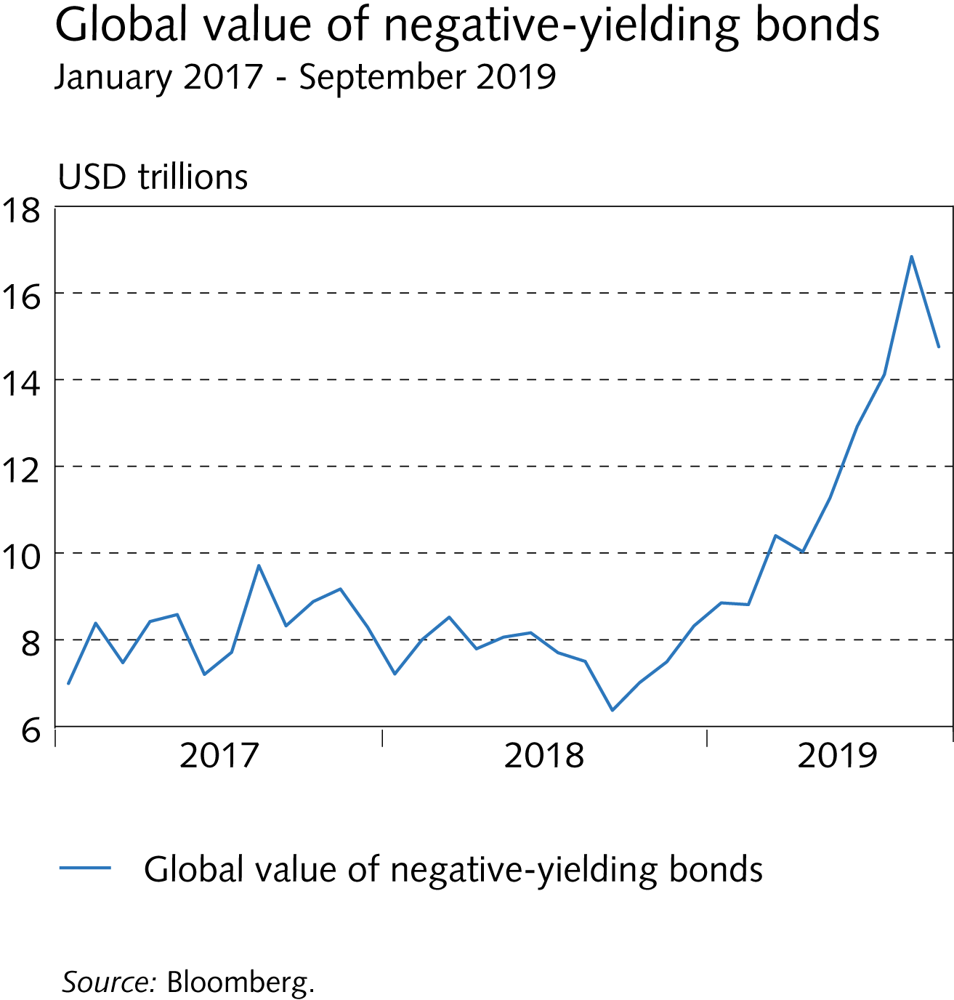 Global value of negative-yielding bonds
January 2017 - September 2019
USD trillions
18
16
14
12
10
8
6
2017 2018 2019
Global value of negative-yielding bonds
Source: Bloomberg.